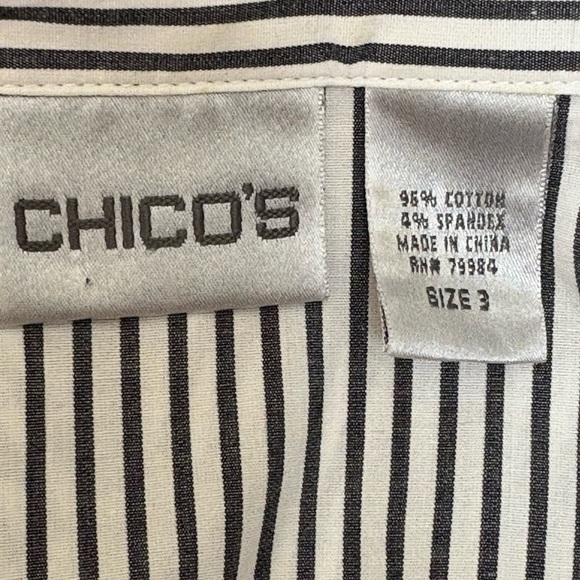 CHICO'S
96% COTTON
4% SPANDEX
MADE IN CHINA
RN# 79984
SIZE 3